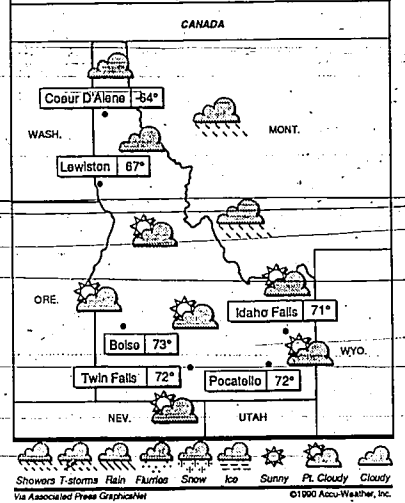 CANADA
Coeur D'Alene 64°
WASH.
MONT.
Lewiston 67°
ORE.
Idaho Falls 71°
Boise 73°
WYO.
Twin Falls 72°
Pocatello 72°
NEV.
UTAH
Showers T-storms Rain Flurries Snow Ice Sunny Pt. Cloudy Cloudy
Via Associated Press GraphicsNet ©1990 Accu-Weather, Inc.